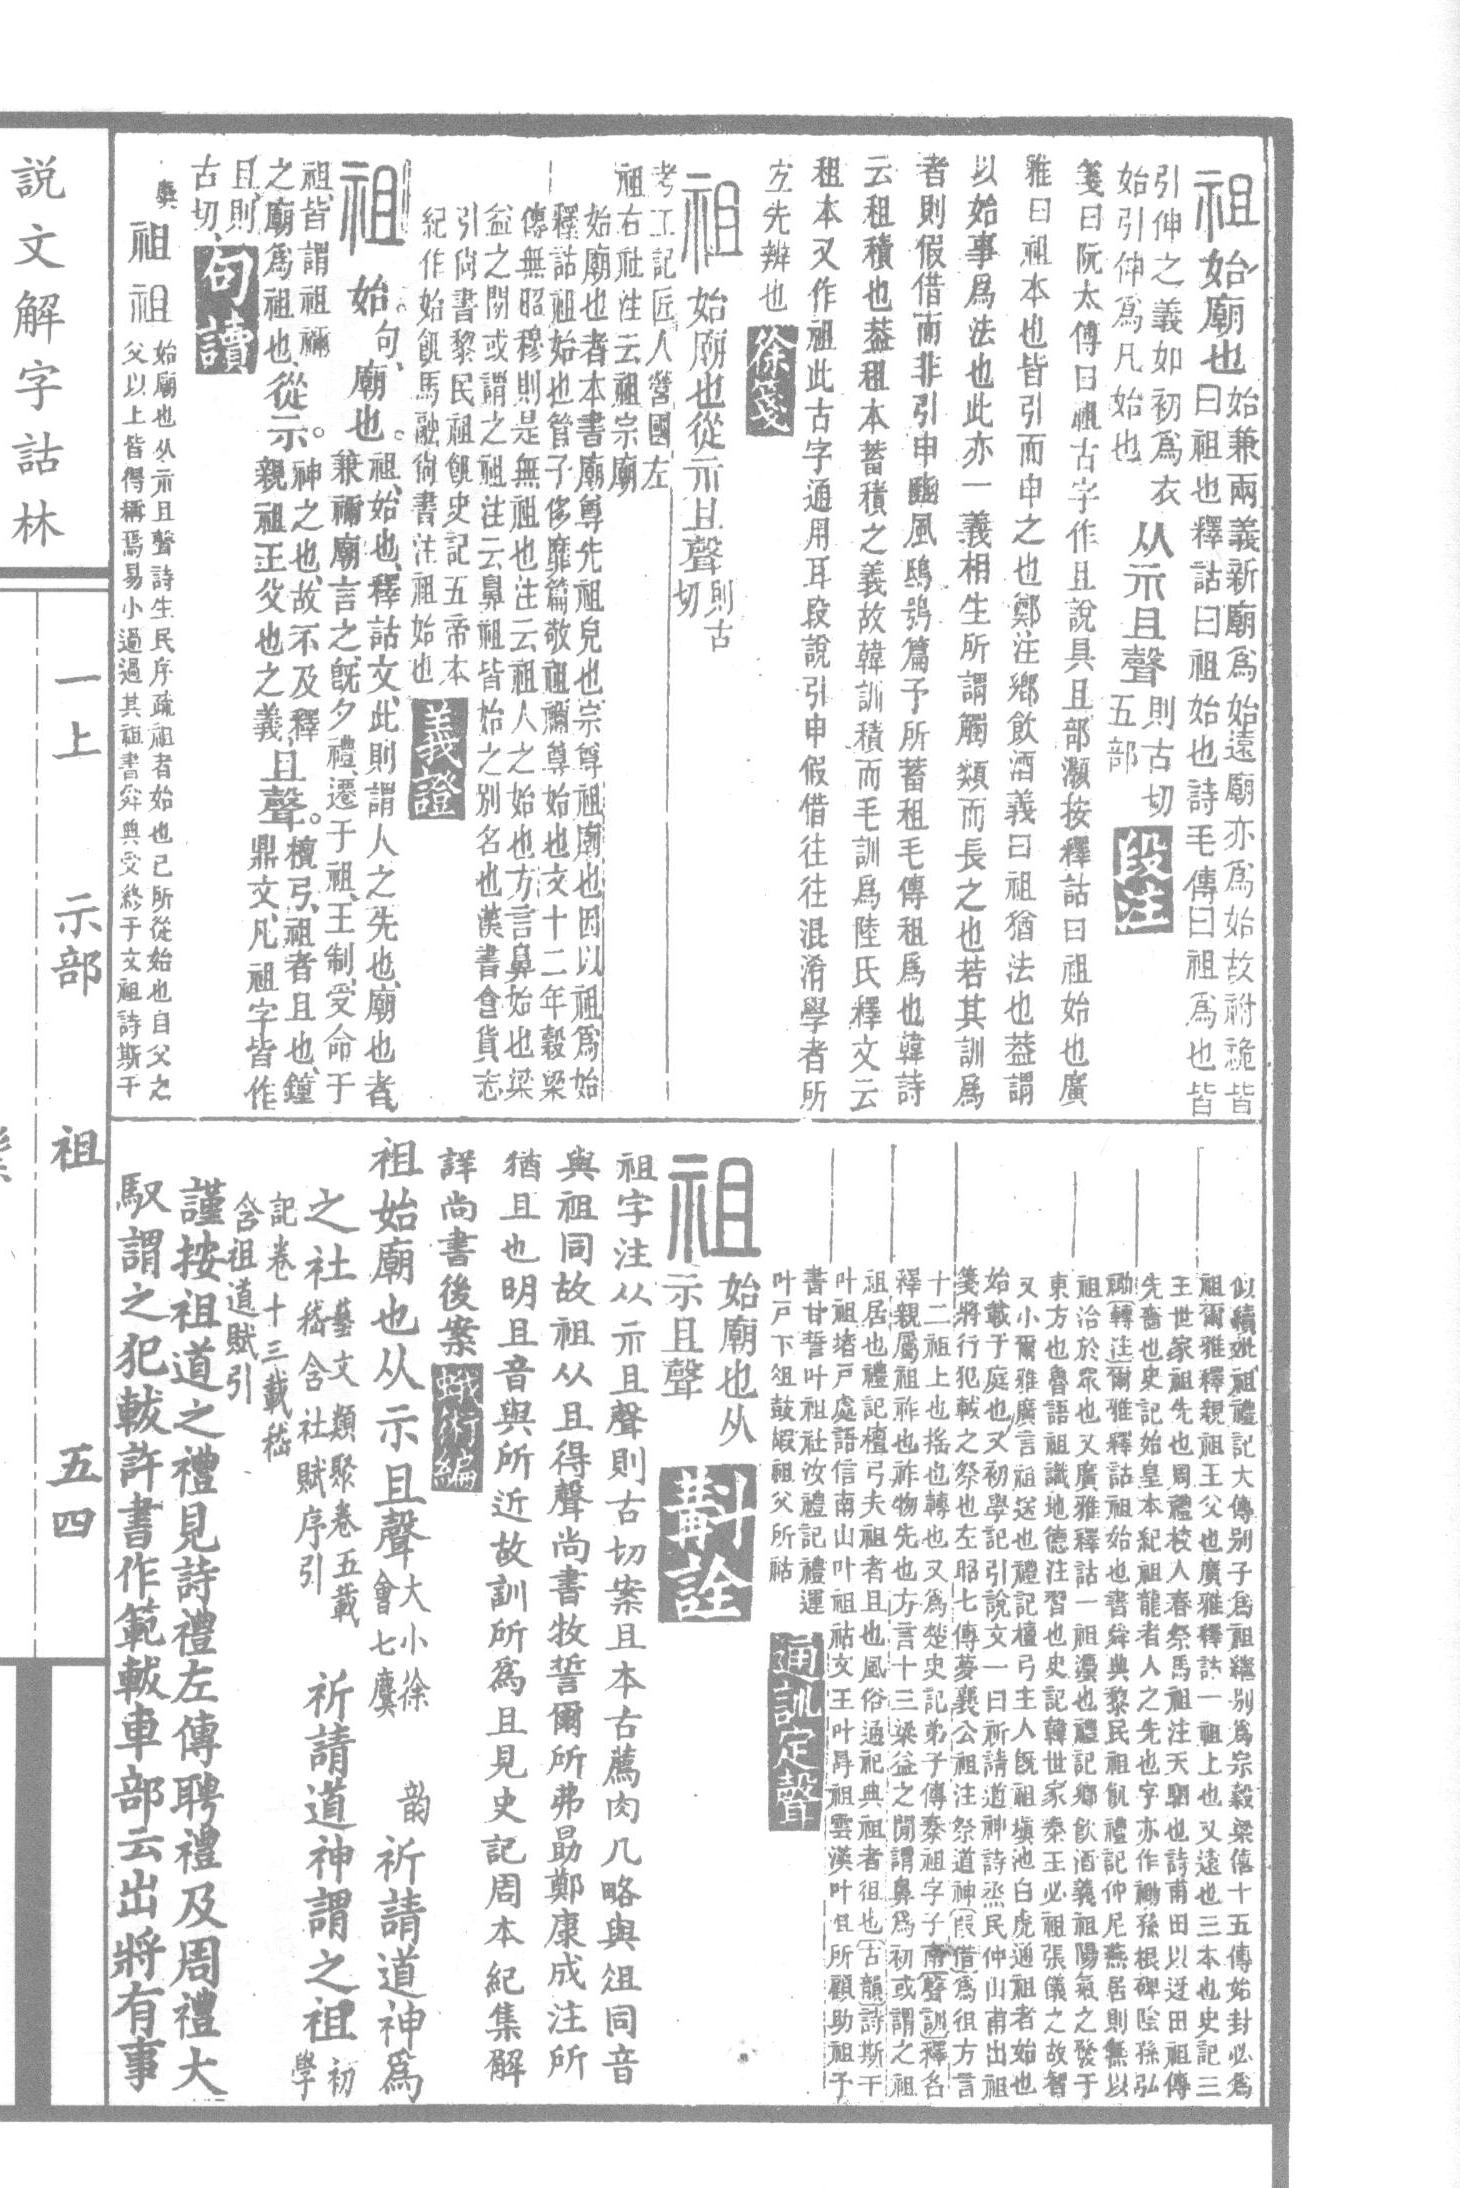 祖始廟也始兼兩義新廟爲始遠廟亦爲始故祔祪皆
曰祖也釋詁曰祖始也詩毛傳曰祖爲也皆
引伸之義如初爲衣
始引伸爲凡始也
从示且聲則古切
五部
段注
箋曰阮太傅曰祖古字作且說具且部灝按釋詁曰祖始也廣
雅曰祖本也皆引而申之也鄭注鄉飲酒義曰祖猶法也葢謂
以始事爲法也此亦一義相生所謂觸類而長之也若其訓爲
者則假借而非引申豳風鴟鴞篇予所蓄租毛傳租爲也韓詩
云租積也葢租本蓄積之義故韓訓積而毛訓爲陸氏釋文云
租本又作祖此古字通用耳段說引申假借往往混淆學者所
左先辨也
徐箋
祖始廟也從示且聲則古
切
考工記匠人營國左
祖右社注云祖宗廟
始廟也者本書廟尊先祖皃也宗尊祖廟也因以祖爲始
釋詁祖始也管子侈靡篇敬祖禰尊始也文十二年穀梁
傳無昭穆則是無祖也注云祖人之始也方言鼻始也梁
益之閒或謂之祖注云鼻祖皆始之別名也漢書食貨志
引尙書黎民祖飢史記五帝本
紀作始飢馬融尙書注祖始也
義證
祖始句、廟也。祖、始也、釋詁文、此則謂人之先也、廟也者、
兼禰廟言之、旣夕禮、遷于祖、王制、受命于
祖、皆謂祖禰
之廟爲祖也、從示。神之也、故不及釋
親祖王父也之義、且聲。檀弓、祖者且也、鐘
鼎文、凡祖字皆作
且、則
古切、
句讀
祖祖始廟也从示且聲詩生民序疏祖者始也己所從始也自父之
父以上皆得稱焉易小過過其祖書舜典受終于文祖詩斯干
似續妣祖禮記大傳別子爲祖繼別爲宗穀梁僖十五傳始封必爲
祖爾雅釋親祖王父也廣雅釋詁一祖上也又遠也三本也史記三
王世家祖先也周禮校人春祭馬祖注天駟也詩甫田以迓田祖傳
先嗇也史記始皇本紀祖龍者人之先也字亦作䄕孫根碑陰孫弘
䄕轉注爾雅釋詁祖始也書舜典黎民祖飢禮記仲尼燕居則無以
祖洽於眾也又廣雅釋詁一祖灋也禮記鄉飲酒義祖陽氣之發于
東方也魯語祖識地德注習也史記韓世家秦王必祖張儀之故智
又小爾雅廣言祖送也禮記檀弓主人旣祖塡池白虎通祖者始也
始載于庭也又初學記引說文一曰祈請道神詩烝民仲山甫出祖
箋將行犯軷之祭也左昭七傳夢襄公祖注祭道神假借爲徂方言
十二祖上也搖也轉也又爲楚史記弟子傳秦祖字子南聲訓釋名
釋親屬祖祚也祚物先也方言十三梁益之閒謂鼻爲初或謂之祖
祖居也禮記檀弓夫祖者且也風俗通祀典祖者徂也古韻詩斯干
叶祖堵戶處語信南山叶祖祜文王叶冔祖雲漢叶沮所顧助祖予
書甘誓叶祖社汝禮記禮運
叶戸下俎鼓嘏祖父所祜
通訓定聲
祖始廟也从
示且聲
斠詮
祖字注从示且聲則古切案且本古薦肉几略與俎同音
與祖同故祖从且得聲尚書牧誓爾所弗勗鄭康成注所
猶且也明且音與所近故訓所爲且見史記周本紀集解
詳尚書後案
蛾術編
祖始廟也从示且聲大小徐
會七麌
韵祈請道神爲
之社藝文類聚卷五載
嵇含社賦序引祈請道神謂之祖初
學
記卷十三載嵇
含祖道賦引
謹按祖道之禮見詩禮左傳聘禮及周禮大
馭謂之犯軷許書作範軷車部云出將有事
說文解字詁林
一上
示部
祖
五四